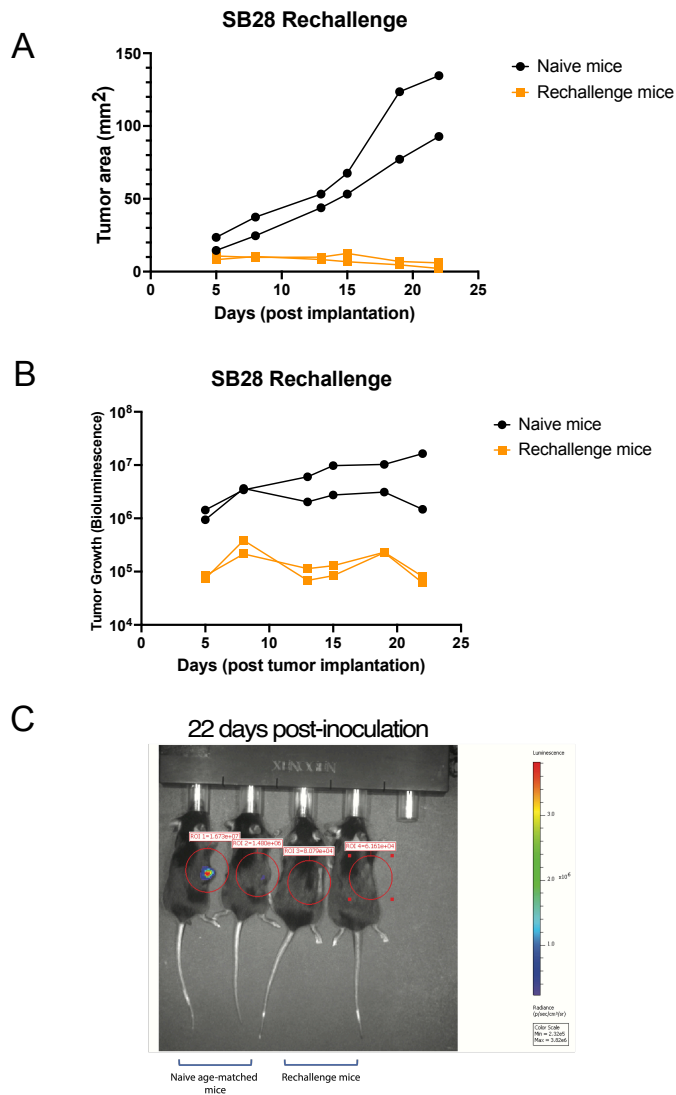 A
SB28 Rechallenge
Tumor area (mm²)
150
100
50
0
0 5 10 15 20 25
Days (post implantation)
Naive mice
Rechallenge mice
B
SB28 Rechallenge
Tumor Growth (Bioluminescence)
10⁸
10⁷
10⁶
10⁵
10⁴
0 5 10 15 20 25
Days (post tumor implantation)
Naive mice
Rechallenge mice
C
22 days post-inoculation
ROI 1=1.673e+07
ROI 2=1.480e+06
ROI 3=8.079e+04
ROI 4=6.161e+04
Luminescence
3.0
2.0
x10⁶
1.0
Radiance
(p/sec/cm²/sr)
Color Scale
Min = 2.32e5
Max = 3.82e6
Naive age-matched
mice
Rechallenge mice